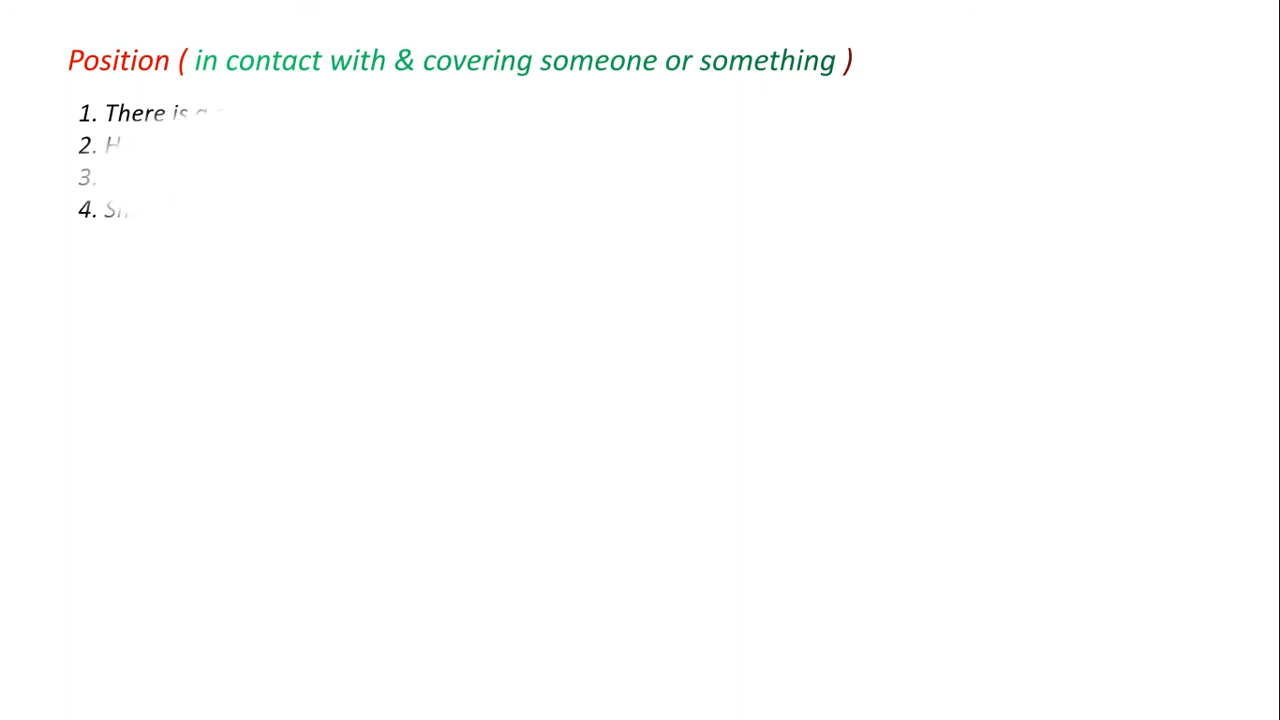 Position ( in contact with & covering someone or something )
1. There is a
2. H
3.
4.